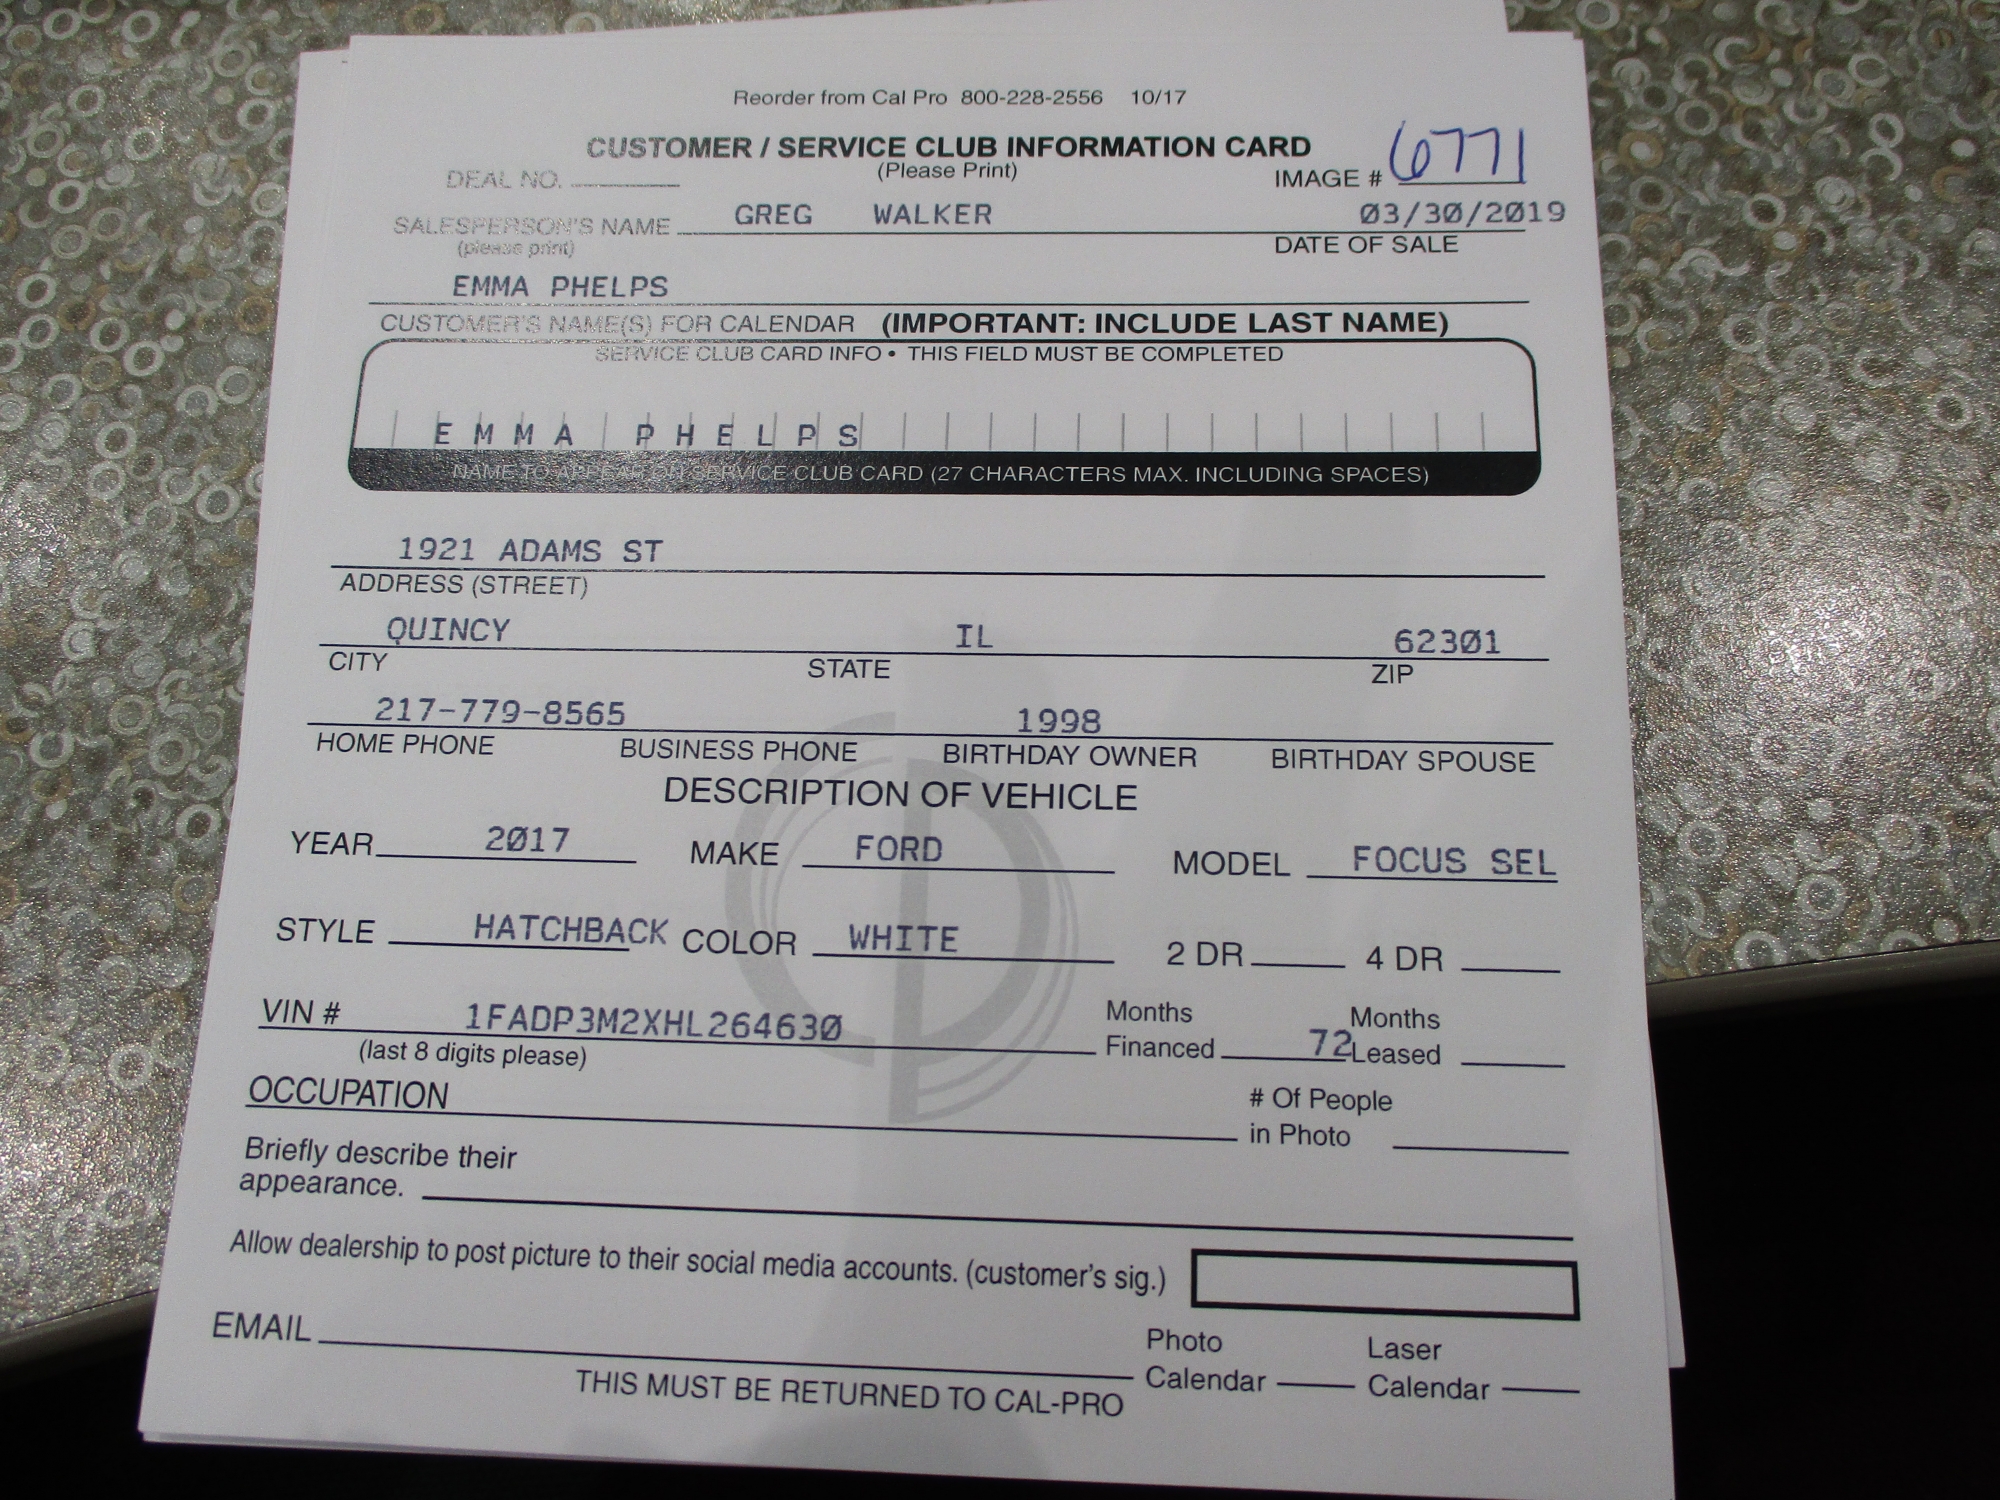 Reorder from Cal Pro 800-228-2556 10/17
CUSTOMER / SERVICE CLUB INFORMATION CARD
(Please Print)
DEAL NO. IMAGE # 6771
SALESPERSON'S NAME GREG WALKER 03/30/2019
(please print) DATE OF SALE
EMMA PHELPS
CUSTOMER'S NAME(S) FOR CALENDAR (IMPORTANT: INCLUDE LAST NAME)
SERVICE CLUB CARD INFO • THIS FIELD MUST BE COMPLETED
EMMA PHELPS
NAME TO APPEAR ON SERVICE CLUB CARD (27 CHARACTERS MAX. INCLUDING SPACES)
1921 ADAMS ST
ADDRESS (STREET)
QUINCY IL 62301
CITY STATE ZIP
217-779-8565 1998
HOME PHONE BUSINESS PHONE BIRTHDAY OWNER BIRTHDAY SPOUSE
DESCRIPTION OF VEHICLE
YEAR 2017 MAKE FORD MODEL FOCUS SEL
STYLE HATCHBACK COLOR WHITE 2 DR 4 DR
VIN # 1FADP3M2XHL264630 Months Financed 72 Months Leased
(last 8 digits please)
OCCUPATION # Of People in Photo
Briefly describe their
appearance.
Allow dealership to post picture to their social media accounts. (customer's sig.)
EMAIL Photo Calendar Laser Calendar
THIS MUST BE RETURNED TO CAL-PRO